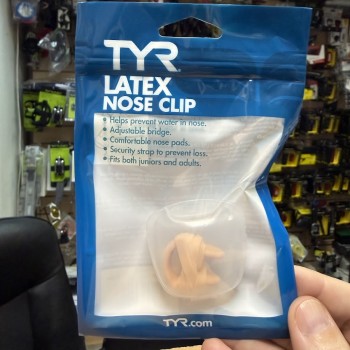 TYR
LATEX
NOSE CLIP
• Helps prevent water in nose.
• Adjustable bridge.
• Comfortable nose pads.
• Security strap to prevent loss.
• Fits both juniors and adults.
TYR.com